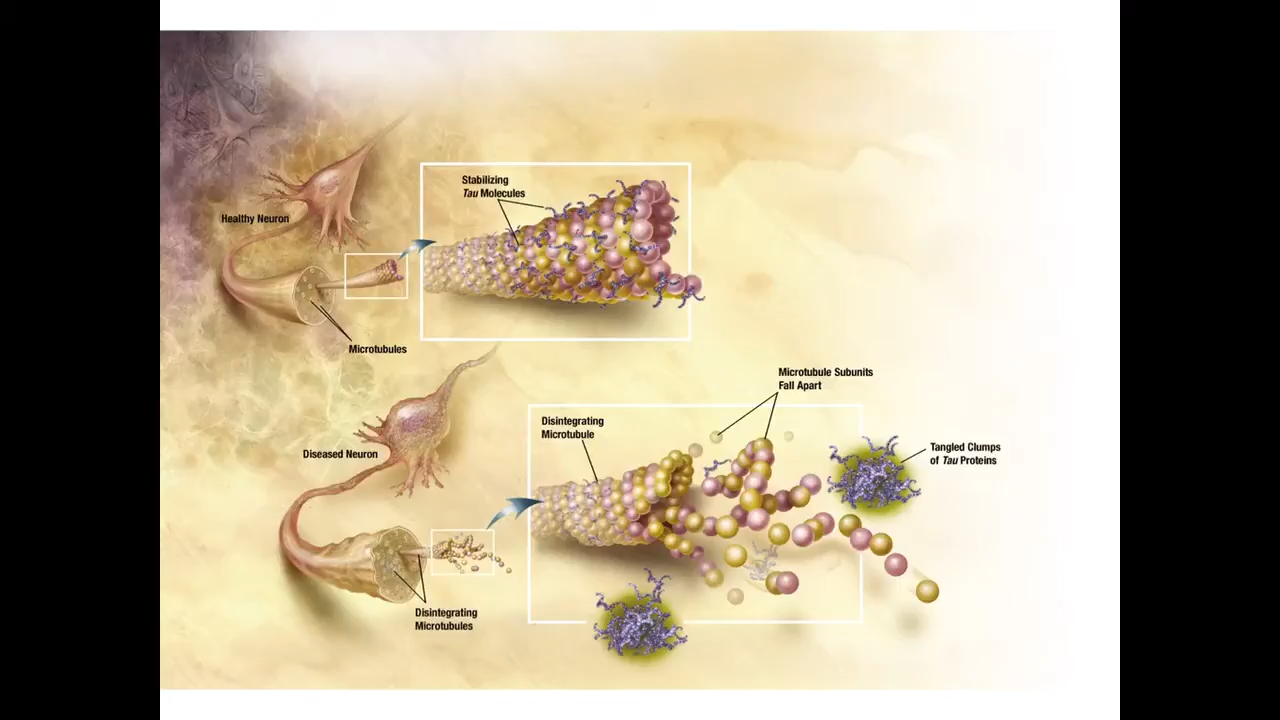 Stabilizing
Tau Molecules
Healthy Neuron
Microtubules
Microtubule Subunits
Fall Apart
Disintegrating
Microtubule
Tangled Clumps
of Tau Proteins
Diseased Neuron
Disintegrating
Microtubules